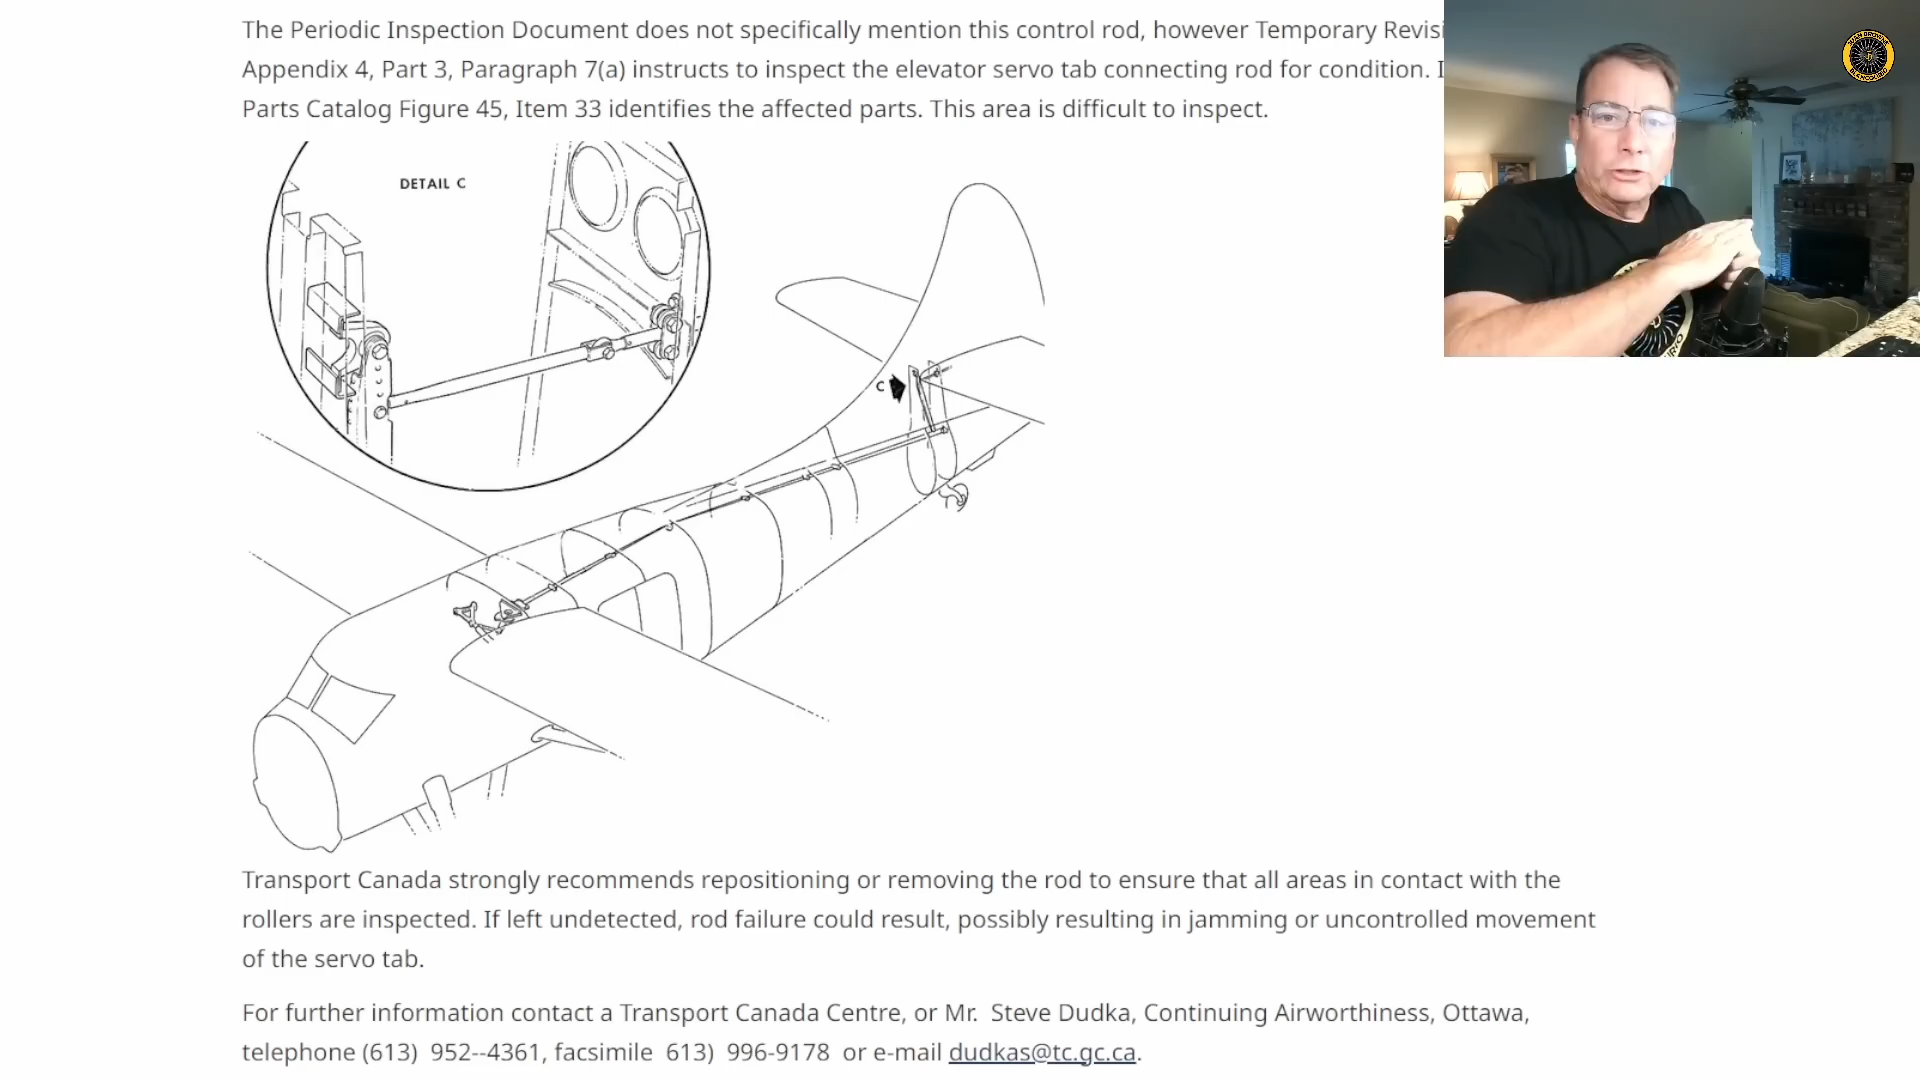 The Periodic Inspection Document does not specifically mention this control rod, however Temporary Revisi
Appendix 4, Part 3, Paragraph 7(a) instructs to inspect the elevator servo tab connecting rod for condition. I
Parts Catalog Figure 45, Item 33 identifies the affected parts. This area is difficult to inspect.
DETAIL C
C
Transport Canada strongly recommends repositioning or removing the rod to ensure that all areas in contact with the
rollers are inspected. If left undetected, rod failure could result, possibly resulting in jamming or uncontrolled movement
of the servo tab.
For further information contact a Transport Canada Centre, or Mr. Steve Dudka, Continuing Airworthiness, Ottawa,
telephone (613) 952--4361, facsimile 613) 996-9178 or e-mail dudkas@tc.gc.ca.